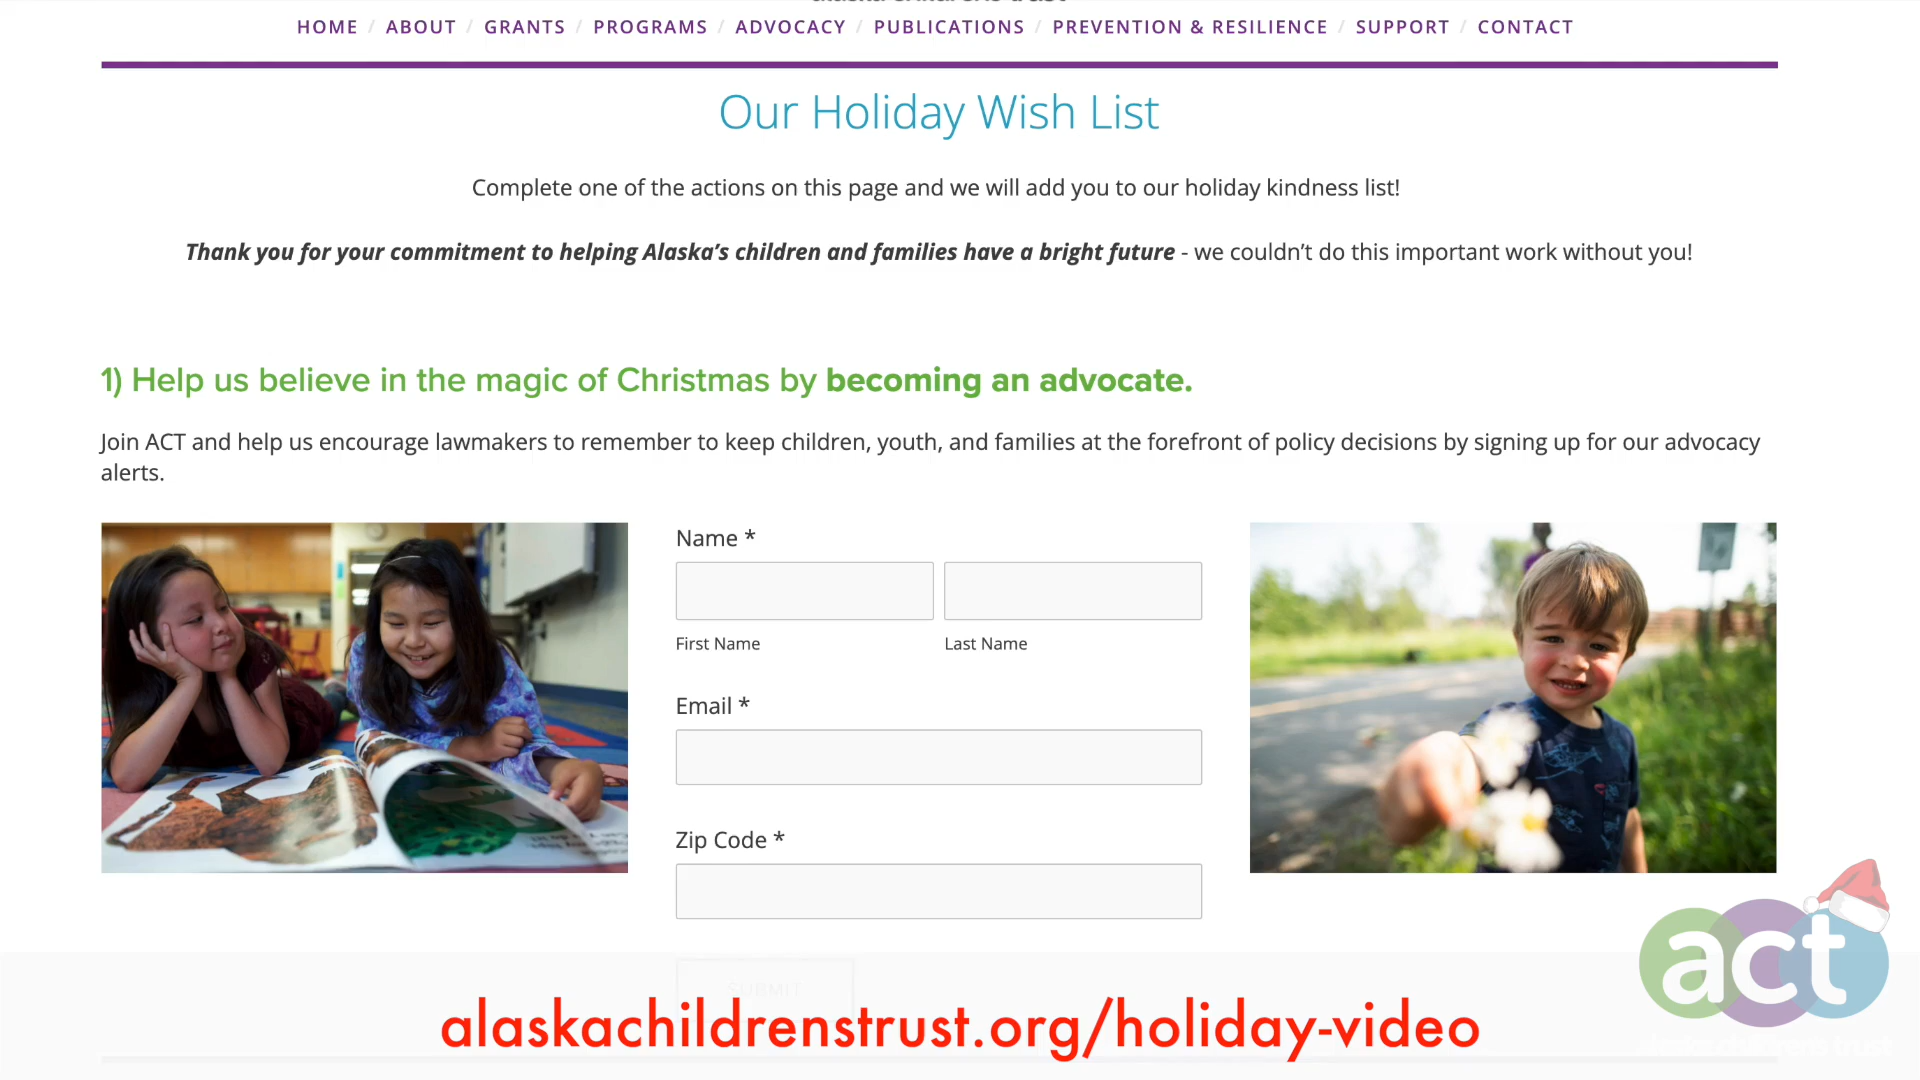 HOME / ABOUT / GRANTS / PROGRAMS / ADVOCACY / PUBLICATIONS / PREVENTION & RESILIENCE / SUPPORT / CONTACT
Our Holiday Wish List
Complete one of the actions on this page and we will add you to our holiday kindness list!
Thank you for your commitment to helping Alaska’s children and families have a bright future - we couldn’t do this important work without you!
1) Help us believe in the magic of Christmas by becoming an advocate.
Join ACT and help us encourage lawmakers to remember to keep children, youth, and families at the forefront of policy decisions by signing up for our advocacy
alerts.
Name *
First Name
Last Name
Email *
Zip Code *
SUBMIT
act
alaskachildrenstrust.org/holiday-video